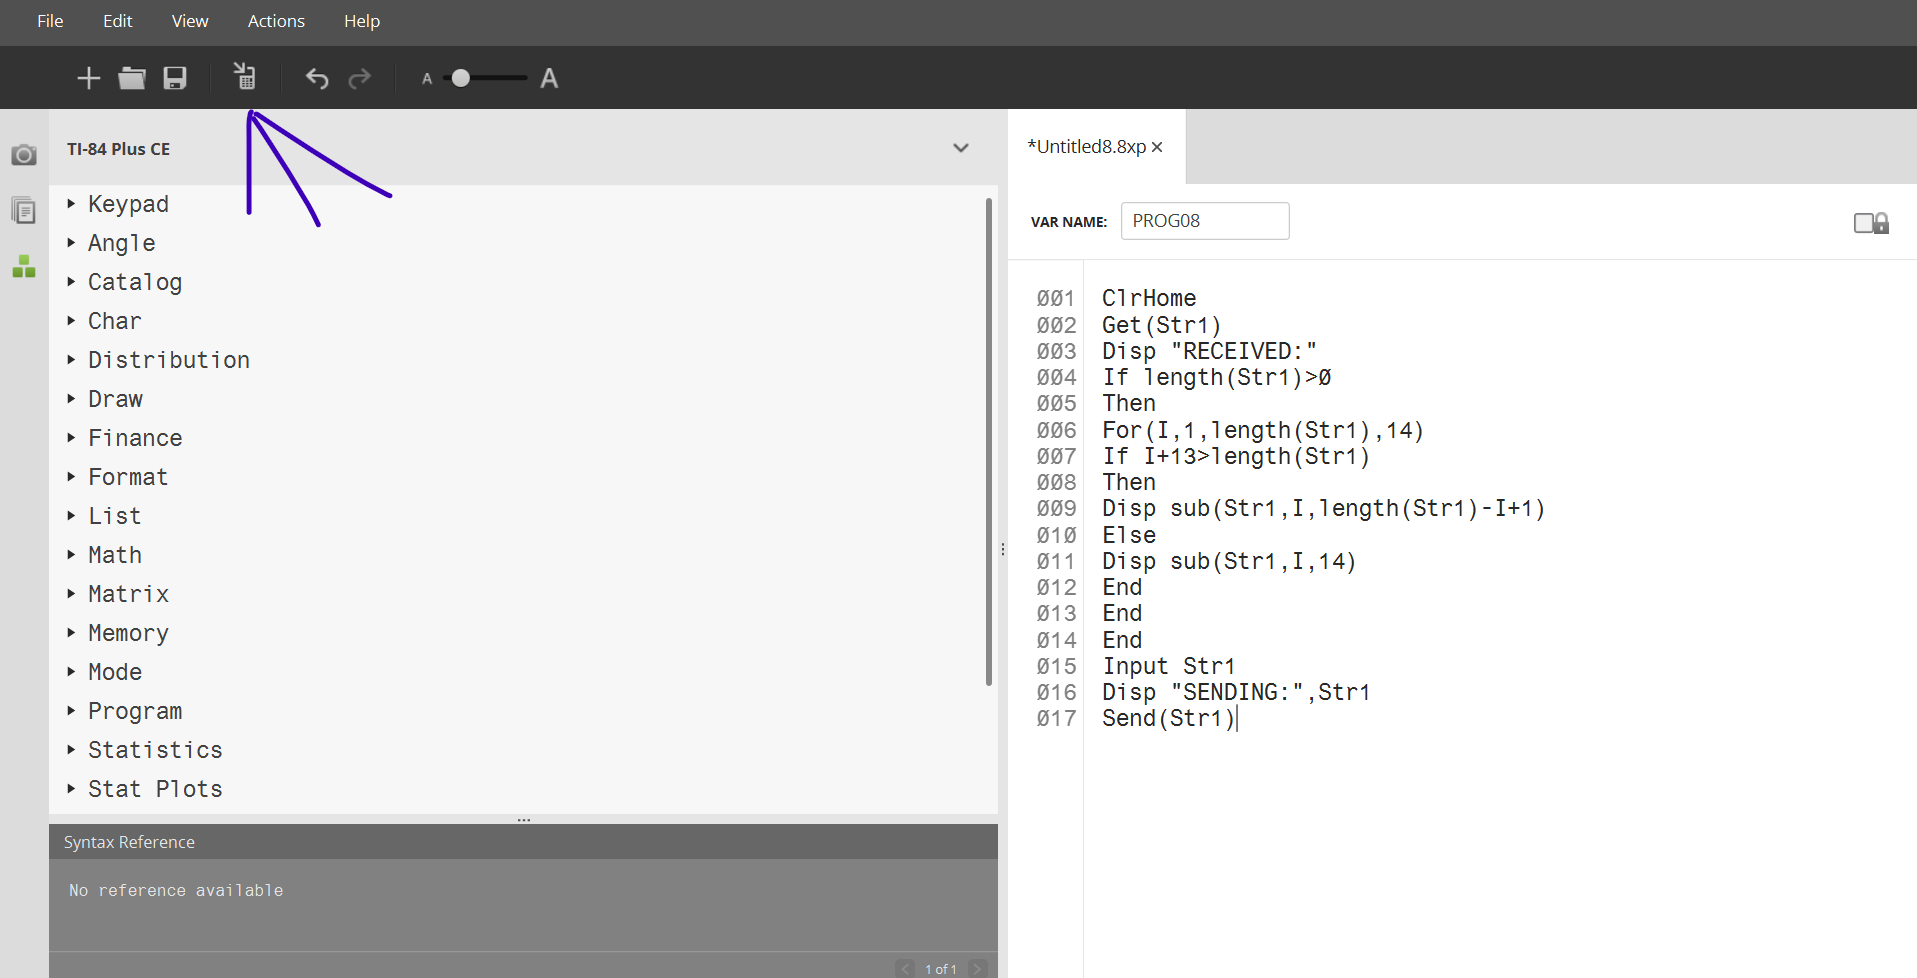 File Edit View Actions Help
A A
TI-84 Plus CE
Keypad
Angle
Catalog
Char
Distribution
Draw
Finance
Format
List
Math
Matrix
Memory
Mode
Program
Statistics
Stat Plots
Syntax Reference
No reference available
1 of 1
*Untitled8.8xp
VAR NAME: PROG08
001 ClrHome
002 Get(Str1)
003 Disp "RECEIVED:"
004 If length(Str1)>0
005 Then
006 For(I,1,length(Str1),14)
007 If I+13>length(Str1)
008 Then
009 Disp sub(Str1,I,length(Str1)-I+1)
010 Else
011 Disp sub(Str1,I,14)
012 End
013 End
014 End
015 Input Str1
016 Disp "SENDING:",Str1
017 Send(Str1)